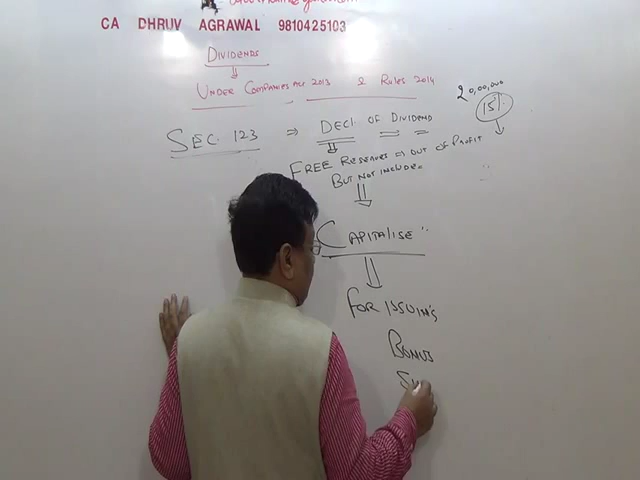 CA DHRUV AGRAWAL 9810425103
DIVIDENDS
UNDER COMPANIES ACT 2013 & RULES 2014
20,00,000
15%
SEC. 123 ⇒ DECL. OF DIVIDEND
FREE RESERVES ⇒ OUT OF PROFIT
BUT NOT INCLUDE
CAPITALISE
FOR ISSUING
BONUS